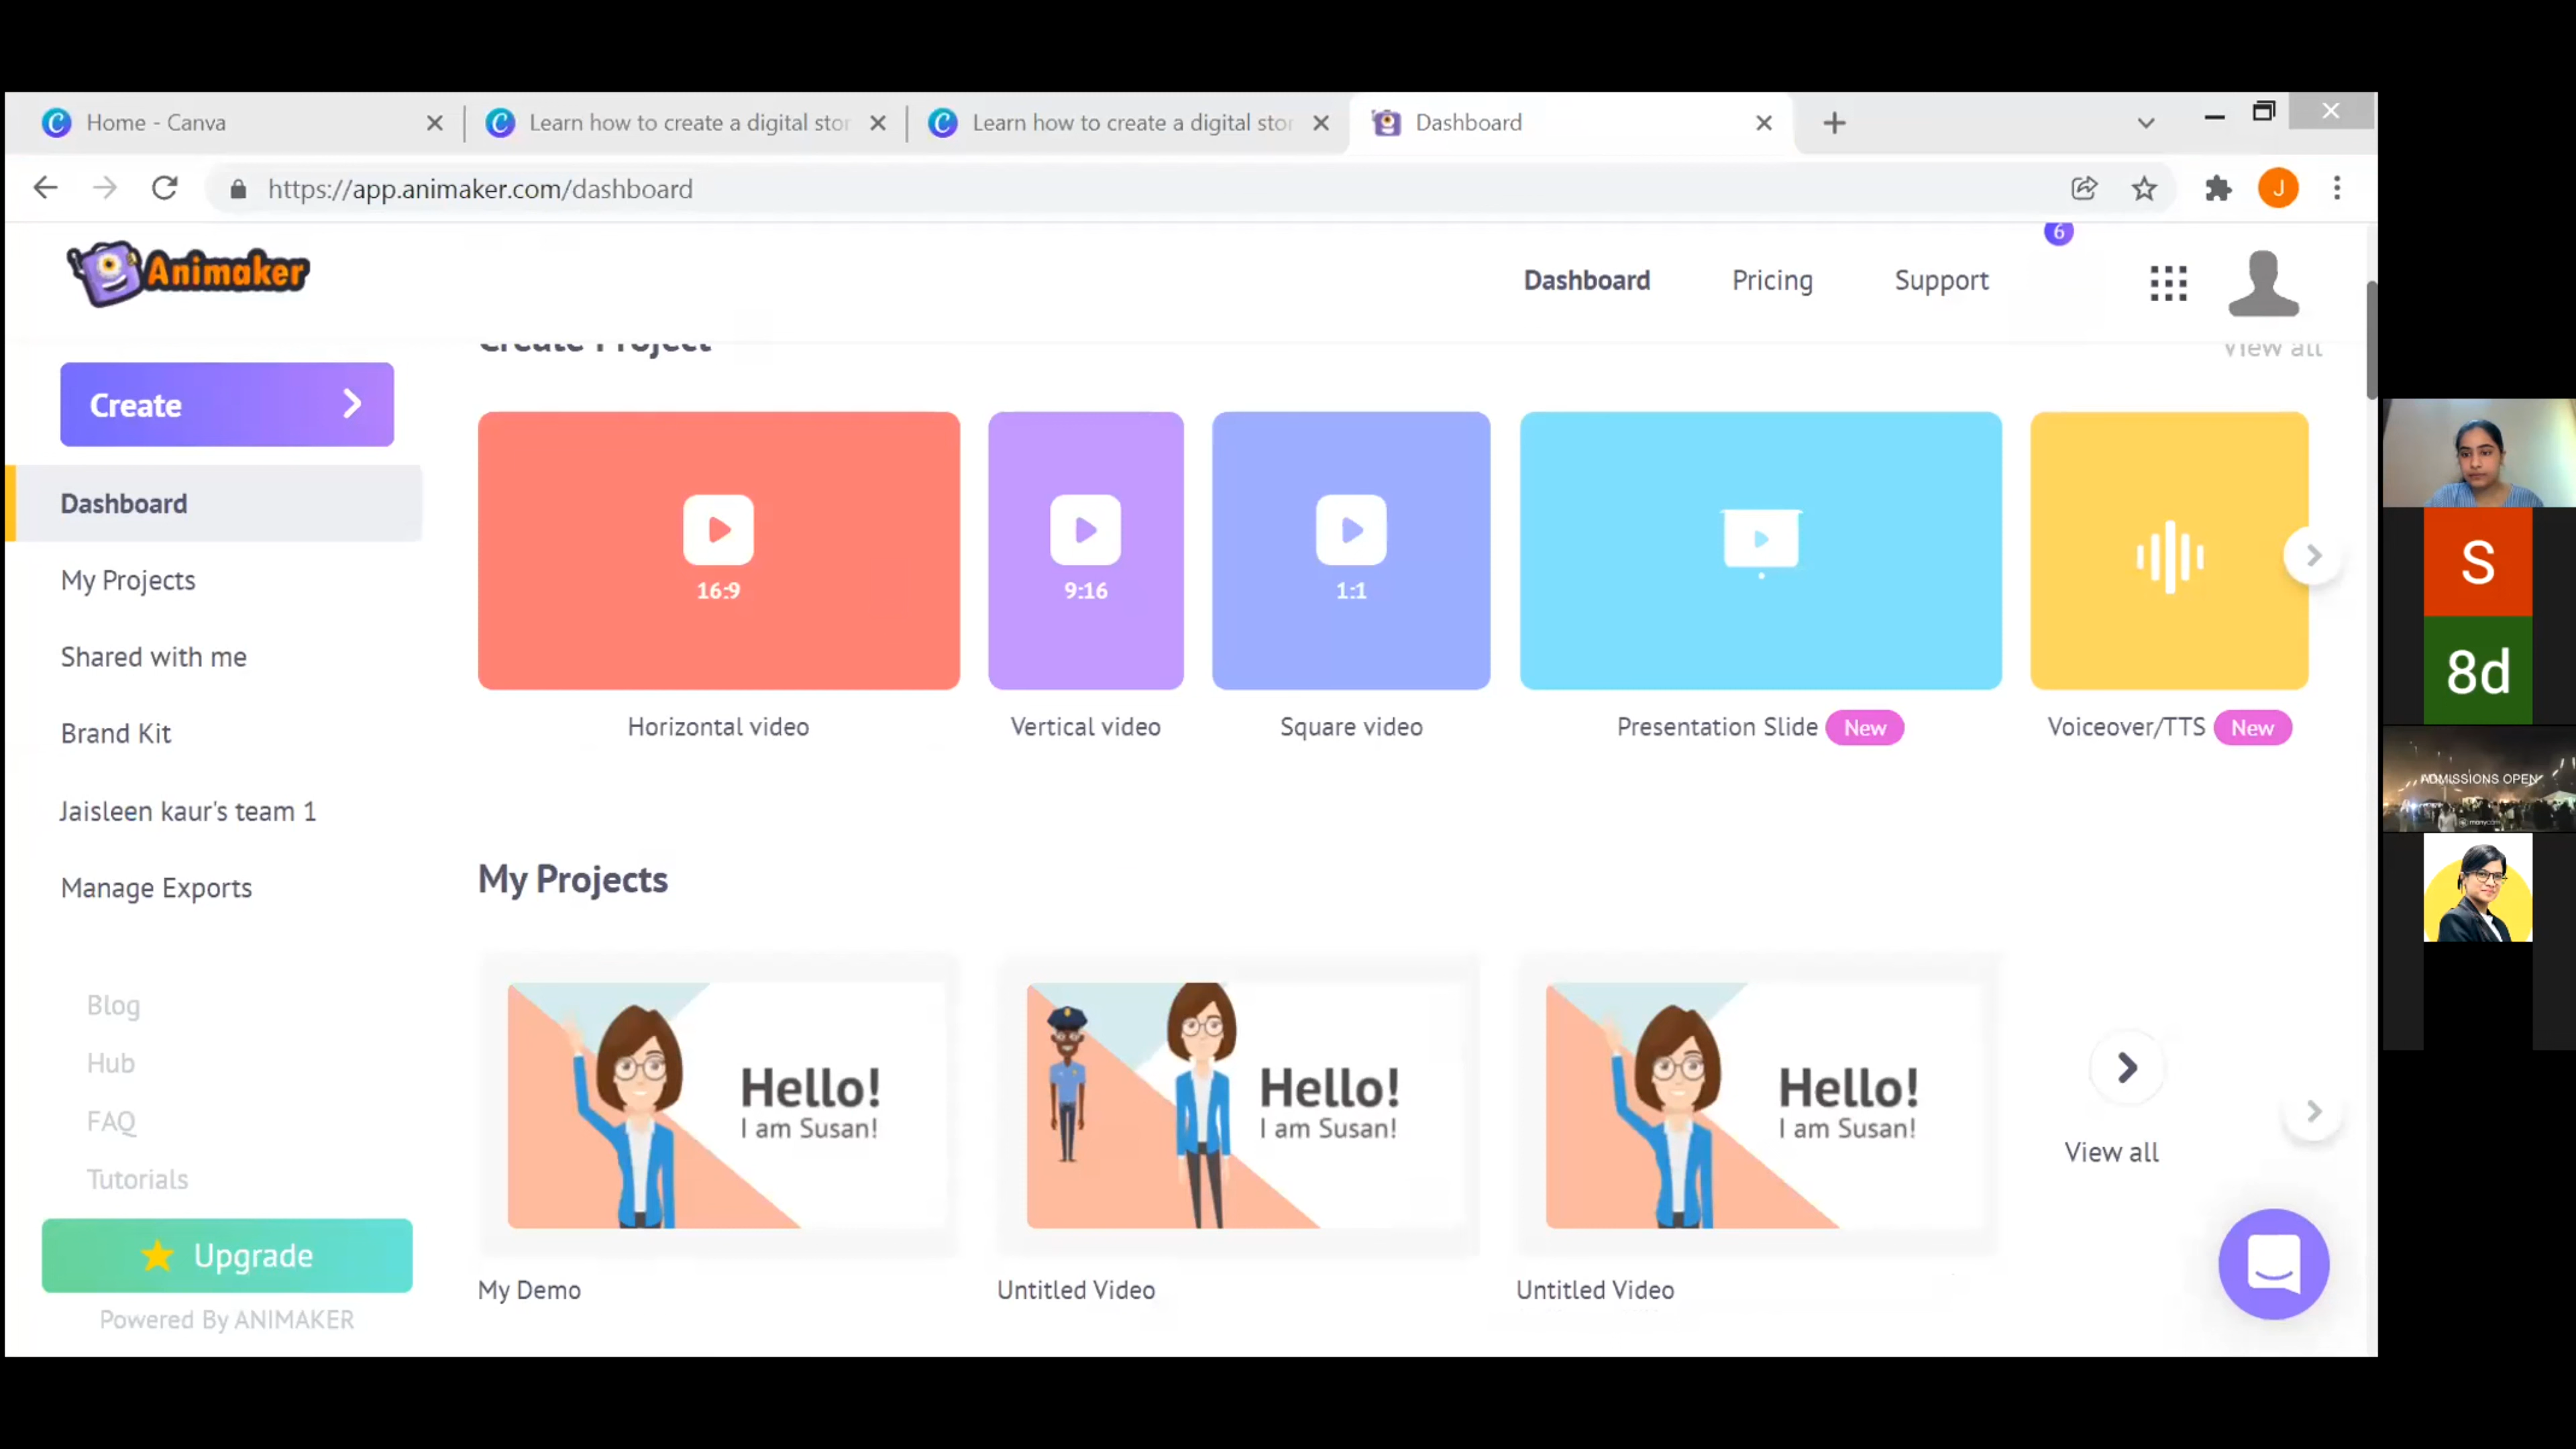 Home - Canva
Learn how to create a digital stor
Learn how to create a digital stor
Dashboard
https://app.animaker.com/dashboard
J
6
Animaker
Dashboard
Pricing
Support
Create Project
View all
Create
16:9
9:16
1:1
Horizontal video
Vertical video
Square video
Presentation Slide New
Voiceover/TTS New
Dashboard
My Projects
Shared with me
Brand Kit
Jaisleen kaur's team 1
Manage Exports
Blog
Hub
FAQ
Tutorials
Upgrade
Powered By ANIMAKER
My Projects
Hello!
I am Susan!
Hello!
I am Susan!
Hello!
I am Susan!
View all
My Demo
Untitled Video
Untitled Video
S
8d
ADMISSIONS OPEN